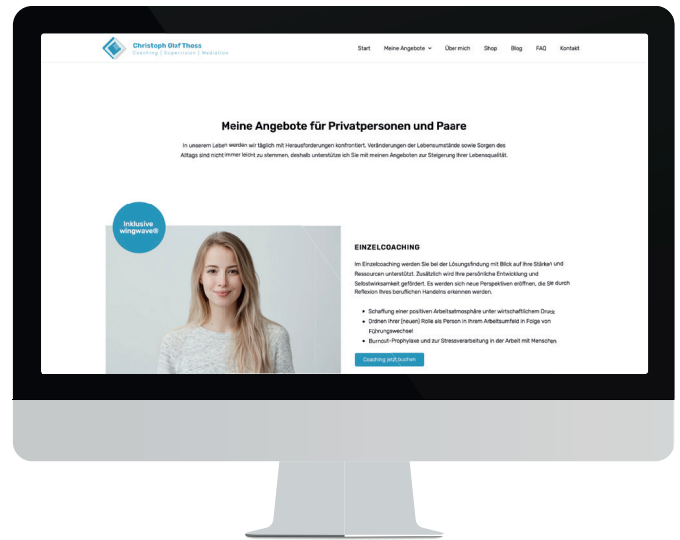 Christoph Olaf Thoss
Coaching | Supervision | Mediation
Start Meine Angebote Über mich Shop Blog FAQ Kontakt
Meine Angebote für Privatpersonen und Paare
In unserem Leben werden wir täglich mit Herausforderungen konfrontiert. Veränderungen der Lebensumstände sowie Sorgen des
Alltags sind nicht immer leicht zu stemmen, deshalb unterstütze ich Sie mit meinen Angeboten zur Steigerung Ihrer Lebensqualität.
Inklusive
wingwave®
EINZELCOACHING
Im Einzelcoaching werden Sie bei der Lösungsfindung mit Blick auf Ihre Stärken und
Ressourcen unterstützt. Zusätzlich wird Ihre persönliche Entwicklung und
Selbstwirksamkeit gefördert. Es werden sich neue Perspektiven eröffnen, die Sie durch
Reflexion Ihres beruflichen Handelns erkennen werden.
• Schaffung einer positiven Arbeitsatmosphäre unter wirtschaftlichem Druck
• Ordnen Ihrer (neuen) Rolle als Person in Ihrem Arbeitsumfeld in Folge von
Führungswechsel
• Burnout-Prophylaxe und zur Stressverarbeitung in der Arbeit mit Menschen
Coaching jetzt buchen